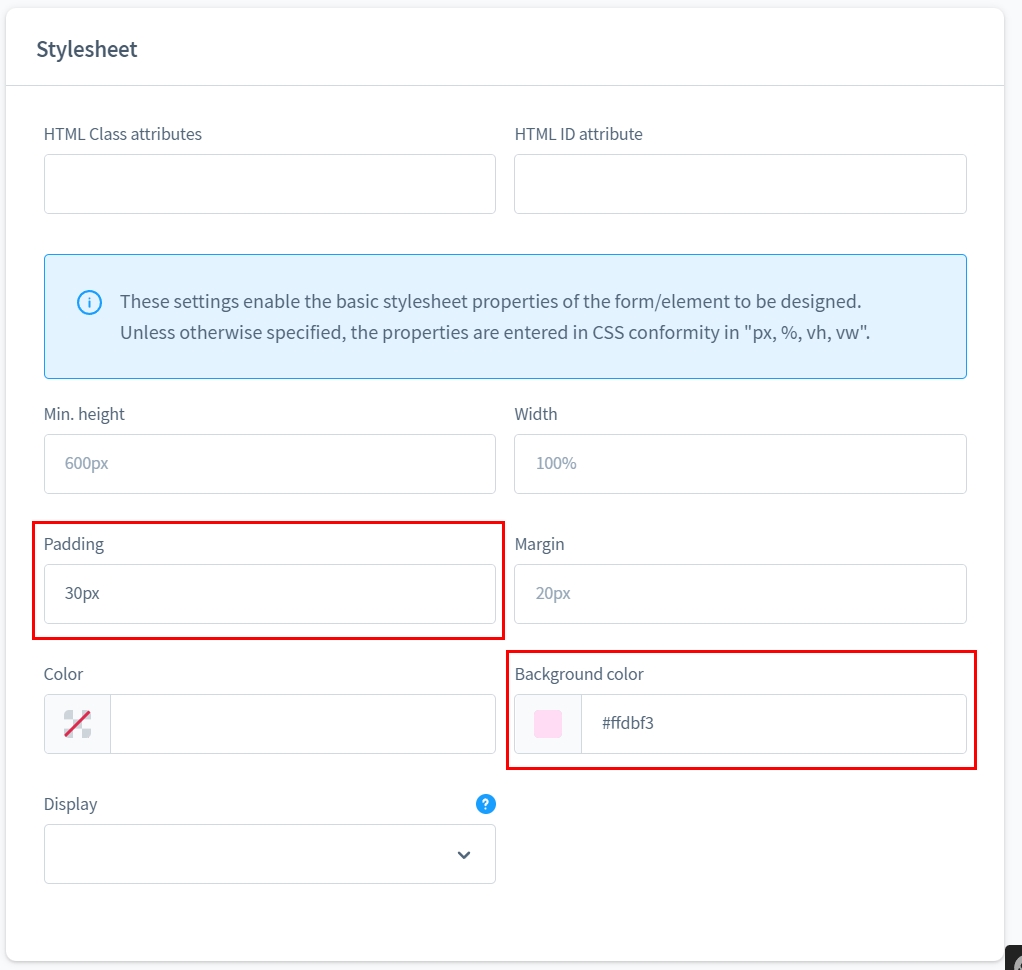 Stylesheet
HTML Class attributes
HTML ID attribute
These settings enable the basic stylesheet properties of the form/element to be designed.
Unless otherwise specified, the properties are entered in CSS conformity in "px, %, vh, vw".
Min. height
Width
600px
100%
Padding
Margin
30px
20px
Color
Background color
#ffdbf3
Display